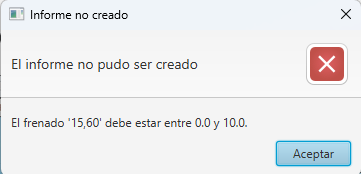 Informe no creado
El informe no pudo ser creado
El frenado '15,60' debe estar entre 0.0 y 10.0.
Aceptar